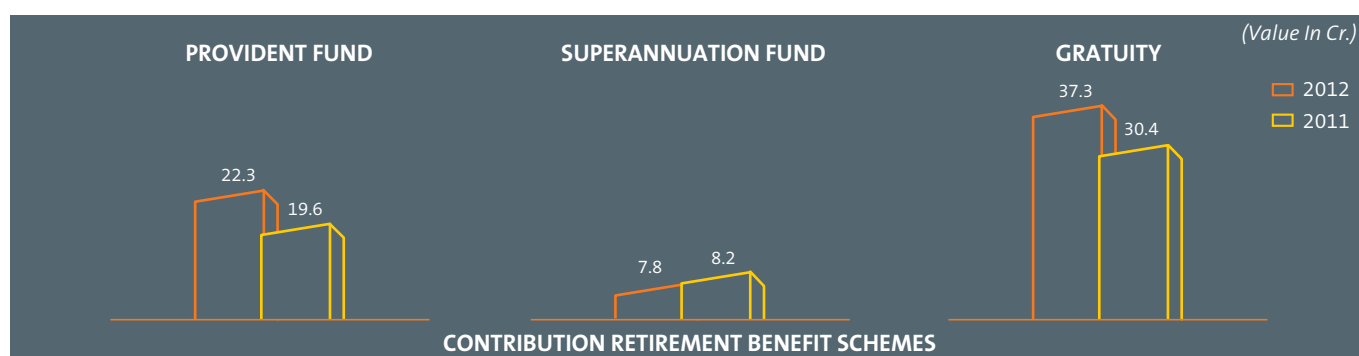 (Value In Cr.)
PROVIDENT FUND
SUPERANNUATION FUND
GRATUITY
2012
2011
22.3
19.6
7.8
8.2
37.3
30.4
CONTRIBUTION RETIREMENT BENEFIT SCHEMES